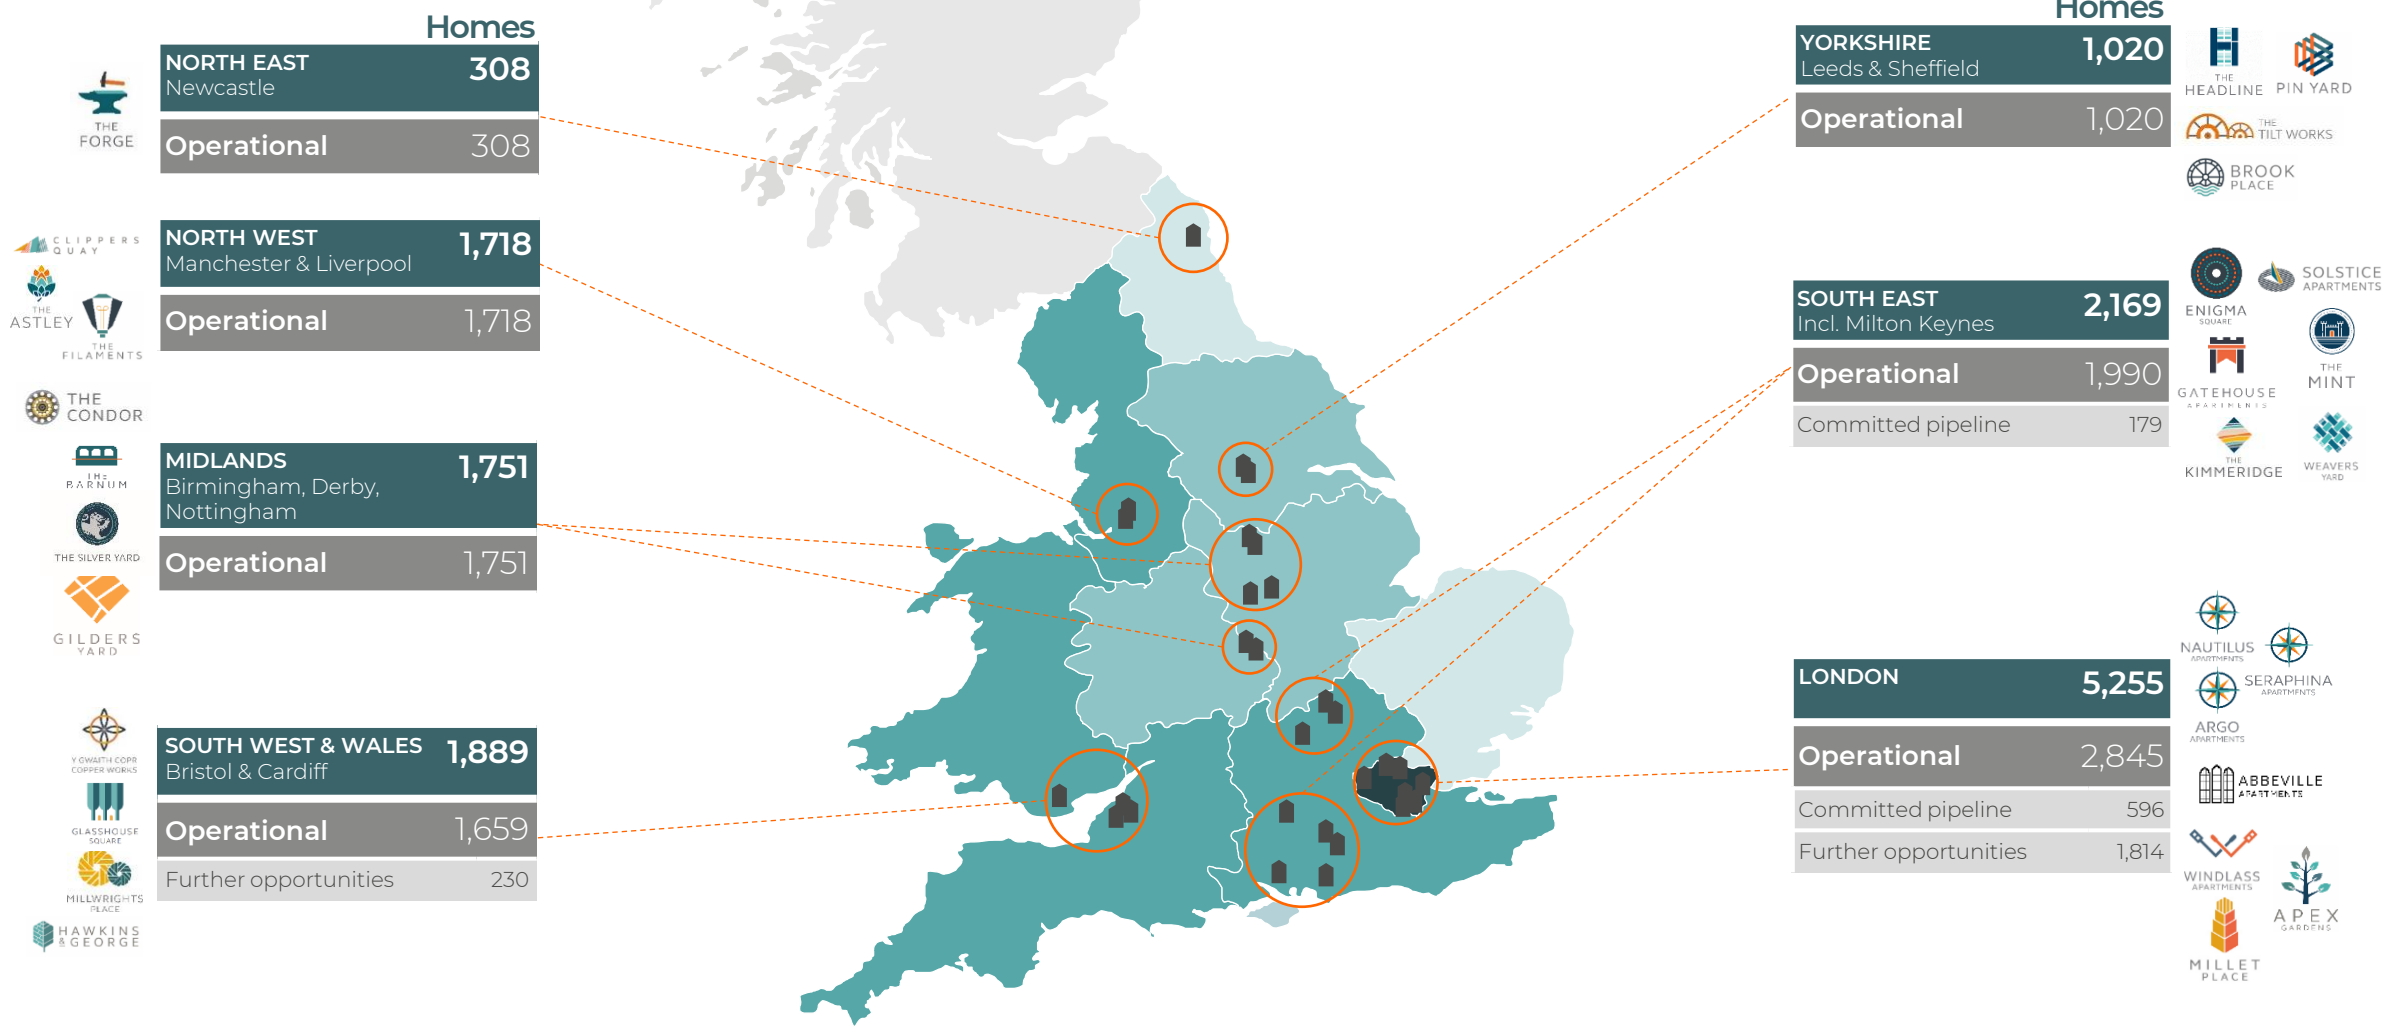 Homes
NORTH EAST 308
Newcastle
Operational 308
THE
FORGE
NORTH WEST 1,718
Manchester & Liverpool
Operational 1,718
CLIPPERS
QUAY
THE
ASTLEY
THE
FILAMENTS
THE
CONDOR
MIDLANDS 1,751
Birmingham, Derby,
Nottingham
Operational 1,751
THE
BARNUM
THE SILVER YARD
GILDERS
YARD
SOUTH WEST & WALES 1,889
Bristol & Cardiff
Operational 1,659
Further opportunities 230
Y GWAITH COPR
COPPER WORKS
GLASSHOUSE
SQUARE
MILLWRIGHTS
PLACE
HAWKINS
& GEORGE
Homes
YORKSHIRE 1,020
Leeds & Sheffield
Operational 1,020
THE
HEADLINE
PIN YARD
THE
TILT WORKS
BROOK
PLACE
SOUTH EAST 2,169
Incl. Milton Keynes
Operational 1,990
Committed pipeline 179
ENIGMA
SQUARE
SOLSTICE
APARTMENTS
GATEHOUSE
APARTMENTS
THE
MINT
THE
KIMMERIDGE
WEAVERS
YARD
LONDON 5,255
Operational 2,845
Committed pipeline 596
Further opportunities 1,814
NAUTILUS
APARTMENTS
SERAPHINA
APARTMENTS
ARGO
APARTMENTS
ABBEVILLE
APARTMENTS
WINDLASS
APARTMENTS
APEX
GARDENS
MILLET
PLACE